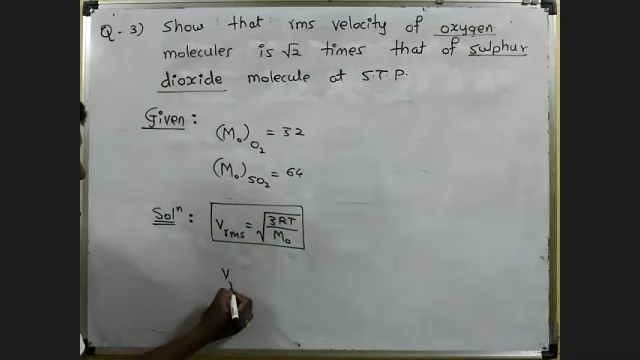 Q-3) Show that rms velocity of oxygen
molecules is √2 times that of sulphur
dioxide molecule at S.T.P.
Given:
(M₀)O₂ = 32
(M₀)SO₂ = 64
Solⁿ: Vrms = √3RT/M₀
V